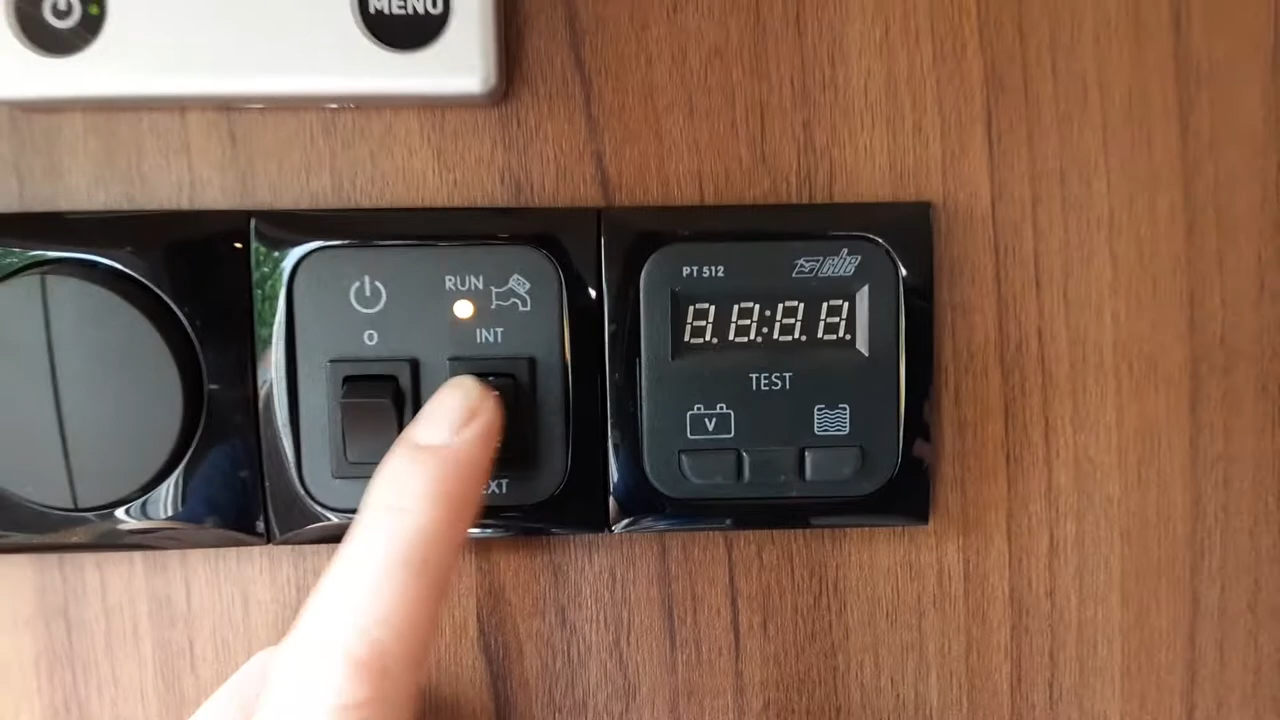 MENU
RUN
O
INT
EXT
PT 512
cbe
8.8:8.8.
TEST
V